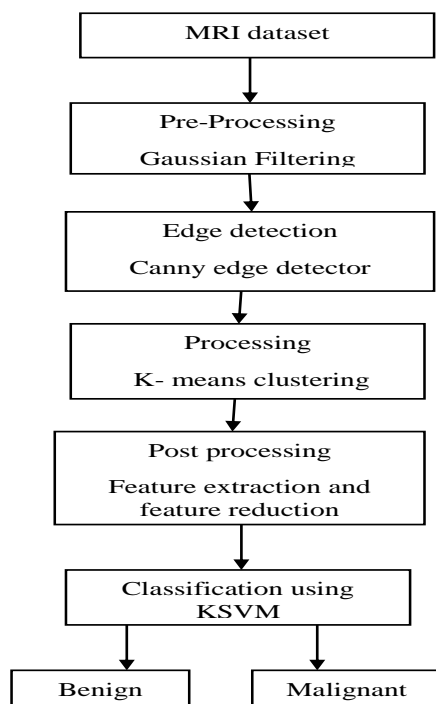 MRI dataset
Pre-Processing
Gaussian Filtering
Edge detection
Canny edge detector
Processing
K- means clustering
Post processing
Feature extraction and
feature reduction
Classification using
KSVM
Benign
Malignant